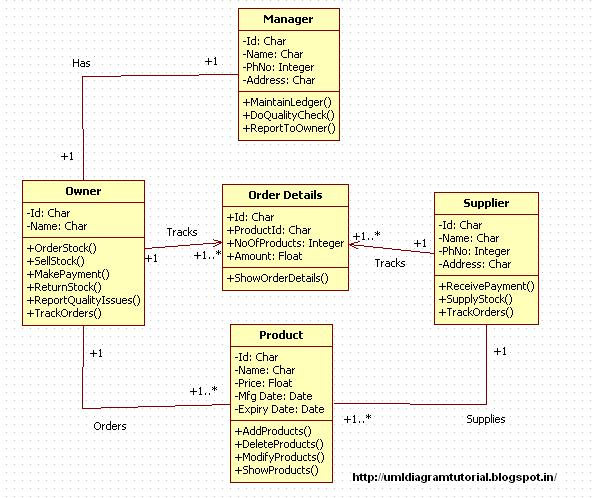 Manager
-Id: Char
-Name: Char
-PhNo: Integer
-Address: Char
+MaintainLedger()
+DoQualityCheck()
+ReportToOwner()
Has
+1
+1
Owner
-Id: Char
-Name: Char
+OrderStock()
+SellStock()
+MakePayment()
+ReturnStock()
+ReportQualityIssues()
+TrackOrders()
Tracks
+1
+1..*
Order Details
+Id: Char
+ProductId: Char
+NoOfProducts: Integer
+Amount: Float
+ShowOrderDetails()
+1..*
+1
Tracks
Supplier
-Id: Char
-Name: Char
-PhNo: Integer
-Address: Char
+ReceivePayment()
+SupplyStock()
+TrackOrders()
+1
+1..*
Orders
Product
-Id: Char
-Name: Char
-Price: Float
-Mfg Date: Date
-Expiry Date: Date
+AddProducts()
+DeleteProducts()
+ModifyProducts()
+ShowProducts()
+1
+1..*
Supplies
http://umldiagramtutorial.blogspot.in/